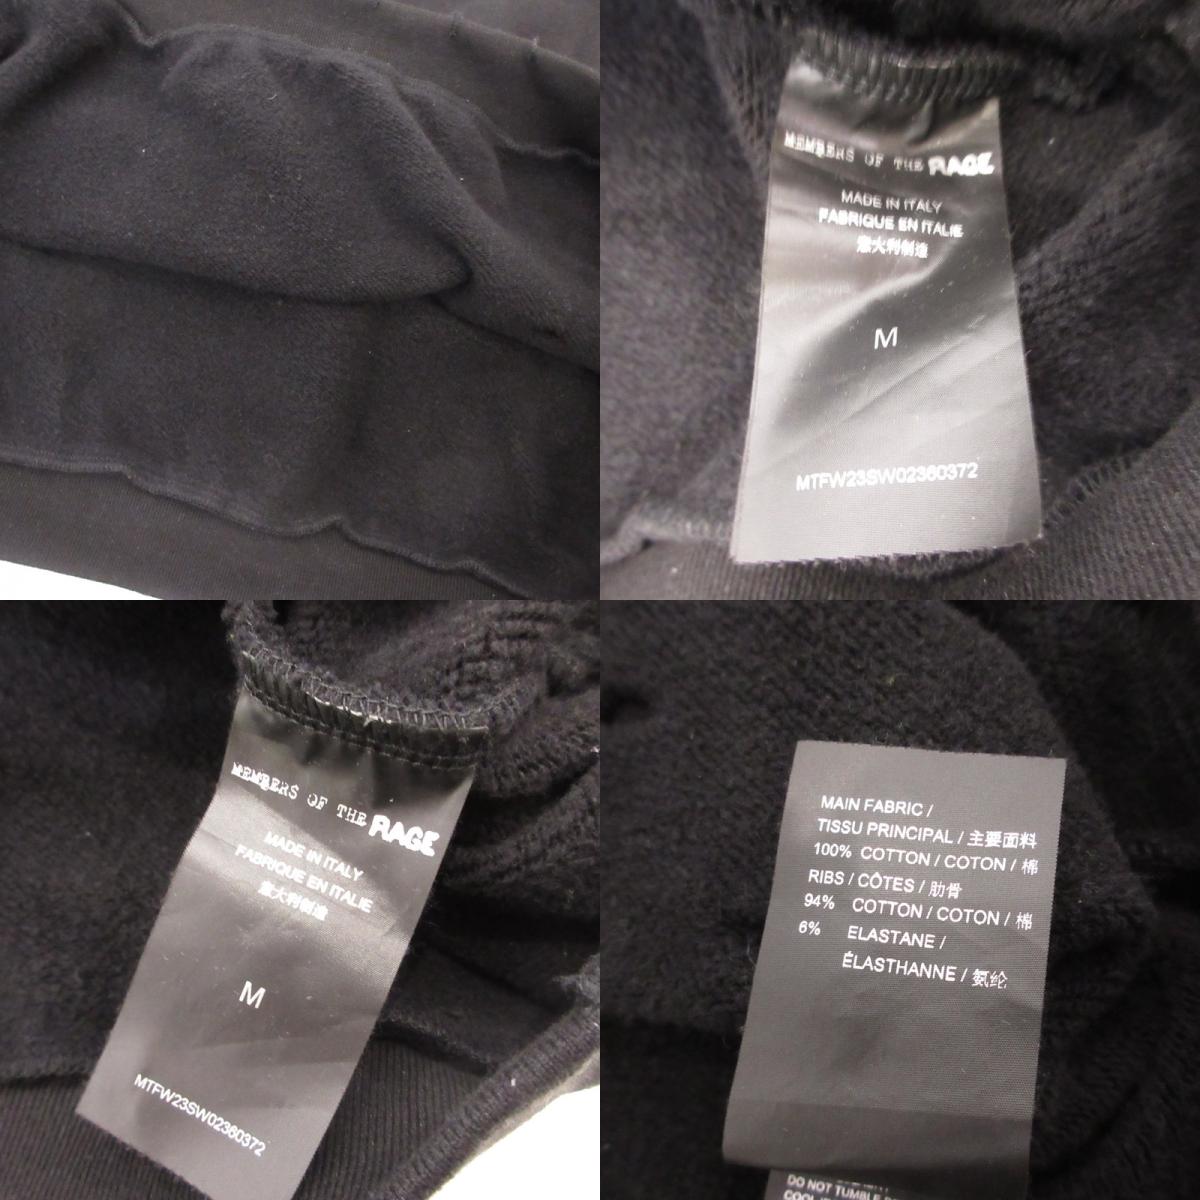 MEMBERS OF THE RAGE
MADE IN ITALY
FABRIQUE EN ITALIE
意大利制造
M
MTFW23SW02360372
MEMBERS OF THE RAGE
MADE IN ITALY
FABRIQUE EN ITALIE
意大利制造
M
MTFW23SW02360372
MAIN FABRIC /
TISSU PRINCIPAL / 主要面料
100% COTTON / COTON / 棉
RIBS / CÔTES / 肋骨
94% COTTON / COTON / 棉
6% ELASTANE /
ÉLASTHANNE / 氨纶
DO NOT TUMBLE